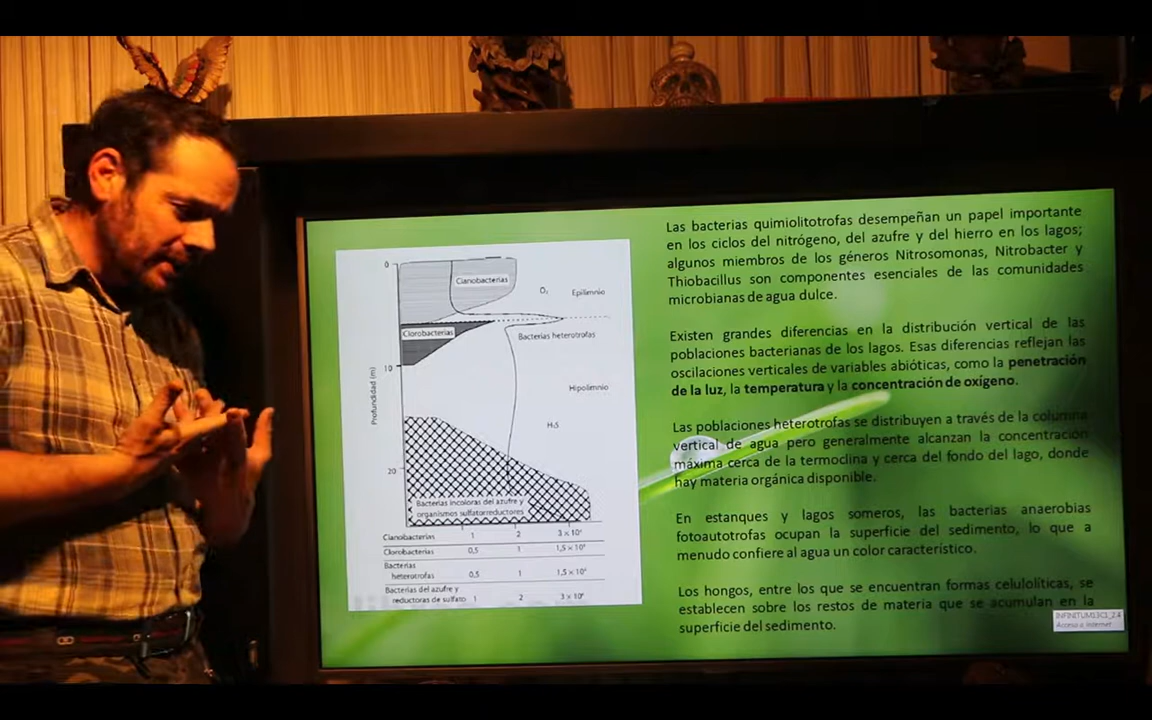 0
Cianobacterias
O₂
Epilimnio
Clorobacterias
Bacterias heterotrofas
10
Profundidad (m)
Hipolimnio
H₂S
20
Bacterias incoloras del azufre y
organismos sulfatorreductores
Cianobacterias 1 2
Clorobacterias 0,5 1
Bacterias
heterotrofas 0,5 1
Bacterias del azufre y
reductoras de sulfato 1 2
Las bacterias quimiolitotrofas desempeñan un papel importante
en los ciclos del nitrógeno, del azufre y del hierro en los lagos;
algunos miembros de los géneros Nitrosomonas, Nitrobacter y
Thiobacillus son componentes esenciales de las comunidades
microbianas de agua dulce.
Existen grandes diferencias en la distribución vertical de las
poblaciones bacterianas de los lagos. Esas diferencias reflejan las
oscilaciones verticales de variables abióticas, como la penetración
de la luz, la temperatura y la concentración de oxígeno.
Las poblaciones heterotrofas se distribuyen a través de la columna
vertical de agua pero generalmente alcanzan la concentración
máxima cerca de la termoclina y cerca del fondo del lago, donde
hay materia orgánica disponible.
En estanques y lagos someros, las bacterias anaerobias
fotoautotrofas ocupan la superficie del sedimento, lo que a
menudo confiere al agua un color característico.
Los hongos, entre los que se encuentran formas celulolíticas, se
establecen sobre los restos de materia que se acumulan en la
superficie del sedimento.
Acceso a Internet